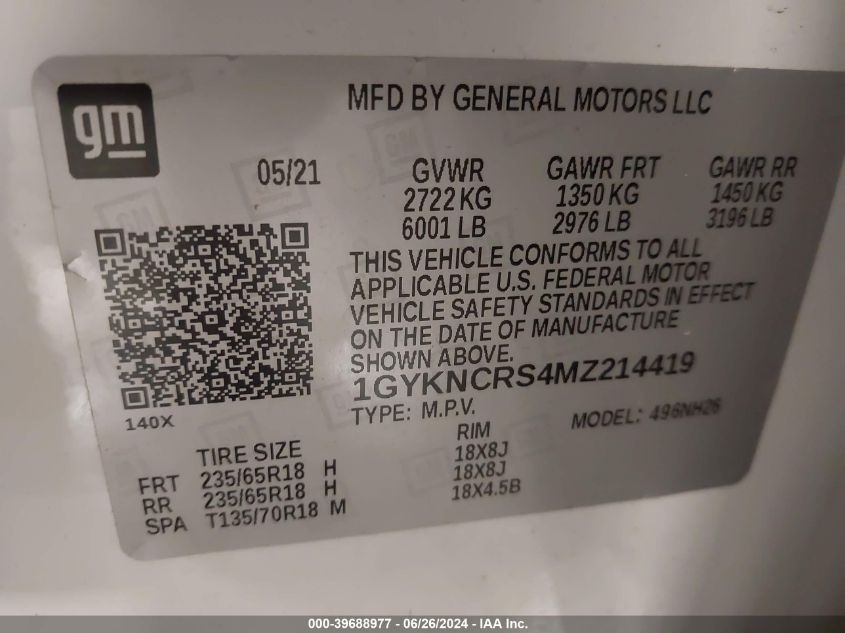 gm
MFD BY GENERAL MOTORS LLC
05/21
GVWR GAWR FRT GAWR RR
2722 KG 1350 KG 1450 KG
6001 LB 2976 LB 3196 LB
THIS VEHICLE CONFORMS TO ALL
APPLICABLE U.S. FEDERAL MOTOR
VEHICLE SAFETY STANDARDS IN EFFECT
ON THE DATE OF MANUFACTURE
SHOWN ABOVE.
1GYKNCRS4MZ214419
140X
TYPE: M.P.V. MODEL: 496NH26
TIRE SIZE RIM
FRT 235/65R18 H 18X8J
RR 235/65R18 H 18X8J
SPA T135/70R18 M 18X4.5B
000-39688977 - 06/26/2024 - IAA Inc.